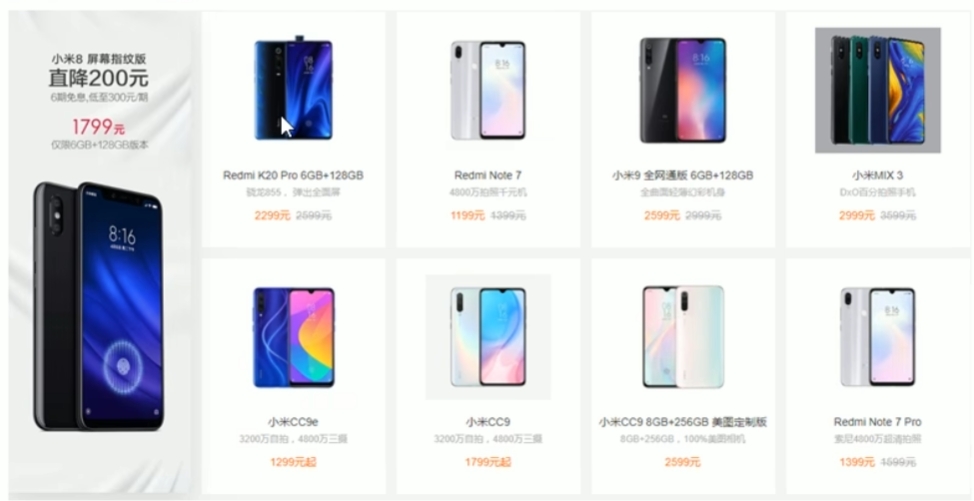 小米8 屏幕指纹版
直降200元
6期免息,低至300元/期
1799元
仅限6GB+128GB版本
8:16
Redmi K20 Pro 6GB+128GB
骁龙855， 弹出全面屏
2299元 2599元
Redmi Note 7
4800万拍照千元机
1199元 1399元
小米9 全网通版 6GB+128GB
全曲面轻薄幻彩机身
2599元 2999元
小米MIX 3
DxO百分拍照手机
2999元 3599元
小米CC9e
3200万自拍，4800万三摄
1299元起
小米CC9
3200万自拍，4800万三摄
1799元起
小米CC9 8GB+256GB 美图定制版
8GB+256GB，100%美图相机
2599元
Redmi Note 7 Pro
索尼4800万超清拍照
1399元 1599元